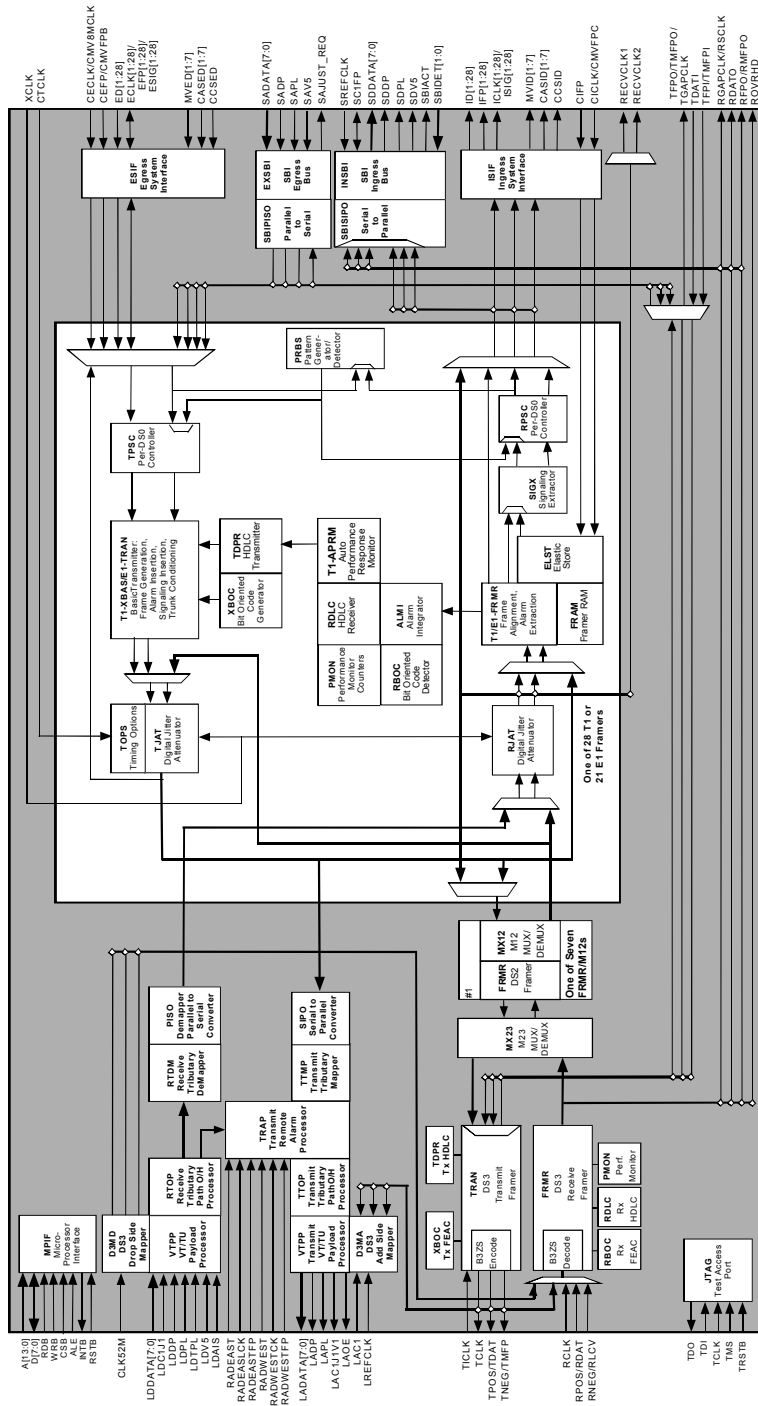 XCLK
CTCLK
CECLK/CMV8MCLK
CEFP/CMVFPB
ED[1:28]
ECLK[1:28]/
EFP[1:28]/
ESIG[1:28]
MVED[1:7]
CASED[1:7]
CCSED
SADATA[7:0]
SADP
SAPL
SAV5
SAJUST_REQ
SREFCLK
SC1FP
SDDATA[7:0]
SDDP
SDPL
SDV5
SBIACT
SBIDET[1:0]
ID[1:28]
IFP[1:28]
ICLK[1:28]/
ISIG[1:28]
MVID[1:7]
CASID[1:7]
CCSID
CIFP
CICLK/CMVFPC
RECVCLK1
RECVCLK2
TFPO/TMFPO/
TGAPCLK
TDATI
TFPI/TMFPI
RGAPCLK/RSCLK
RDATO
RFPO/RMFPO
ROVRHD
ESIF
Egress
System
Interface
SBIPISO
Parallel
to
Serial
EXSBI
SBI
Egress
Bus
SBISIPO
Serial to
Parallel
INSBI
SBI
Ingress
Bus
ISIF
Ingress
System
Interface
PRBS
Pattern
Gener-
ator/
Detector
TPSC
Per-DS0
Controller
RPSC
Per-DS0
Controller
SIGX
Signaling
Extractor
T1-XBAS/E1-TRAN
BasicTransmitter:
Frame Generation,
Alarm Insertion,
Signaling Insertion,
Trunk Conditioning
XBOC
Bit Oriented
Code
Generator
TDPR
HDLC
Transmitter
T1-APRM
Auto
Performance
Response
Monitor
RDLC
HDLC
Receiver
PMON
Performance
Monitor
Counters
ALMI
Alarm
Integrator
RBOC
Bit Oriented
Code
Detector
ELST
Elastic
Store
T1/E1-FRMR
Frame
Alignment,
Alarm
Extraction
FRAM
Framer RAM
TOPS
Timing Options
TJAT
Digital Jitter
Attenuator
RJAT
Digital Jitter
Attenuator
One of 28 T1 or
21 E1 Framers
PISO
Demapper
Parallel to
Serial
Converter
RTDM
Receive
Tributary
DeMapper
SIPO
Serial to
Parallel
Converter
TTMP
Transmit
Tributary
Mapper
#1
FRMR
DS2
Framer
MX12
M12
MUX/
DEMUX
One of Seven
FRMR/M12s
MX23
M23
MUX/
DEMUX
TRAP
Transmit
Remote
Alarm
Processor
MPIF
Micro-
Processor
Interface
D3MD
DS3
Drop Side
Mapper
VTPP
VT/TU
Payload
Processor
RTOP
Receive
Tributary
Path O/H
Processor
VTPP
Transmit
VT/TU
Payload
Processor
TTOP
Transmit
Tributary
PathO/H
Processor
D3MA
DS3
Add Side
Mapper
XBOC
Tx FEAC
TDPR
Tx HDLC
TRAN
DS3
Transmit
Framer
B3ZS
Encode
FRMR
DS3
Receive
Framer
B3ZS
Decode
RBOC
Rx
FEAC
RDLC
Rx
HDLC
PMON
Perf.
Monitor
JTAG
Test Access
Port
A[13:0]
D[7:0]
RDB
WRB
CSB
ALE
INTB
RSTB
CLK52M
LDDATA[7:0]
LDC1J1
LDDP
LDPL
LDTPL
LDV5
LDAIS
RADEAST
RADEASLCK
RADEASTFP
RADWEST
RADWESTCK
RADWESTFP
LADATA[7:0]
LADP
LAPL
LAC1J1V1
LAOE
LAC1
LREFCLK
TICLK
TCLK
TPOS/TDAT
TNEG/TMFP
RCLK
RPOS/RDAT
RNEG/RLCV
TDO
TDI
TCLK
TMS
TRSTB